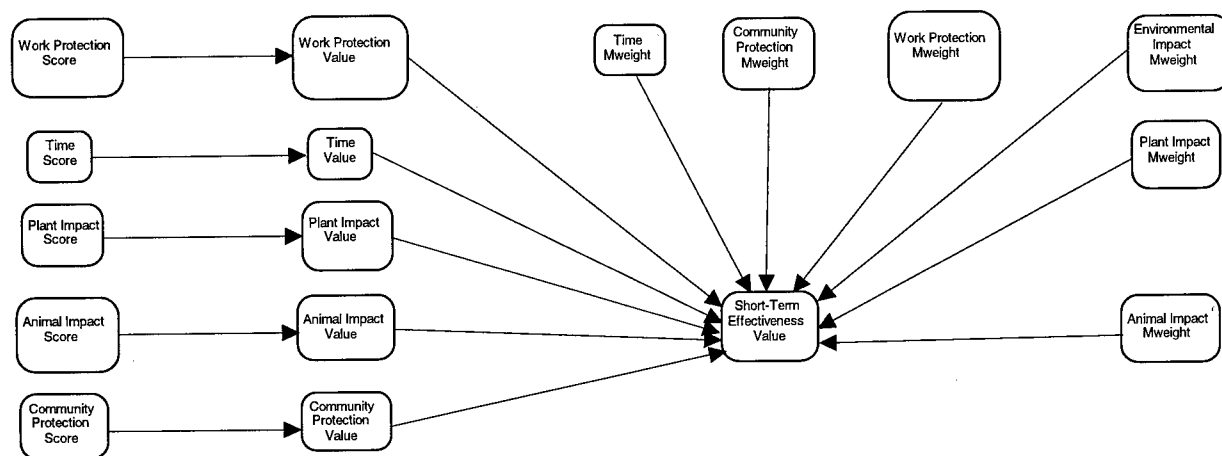 Work Protection
Score
Work Protection
Value
Time
Mweight
Community
Protection
Mweight
Work Protection
Mweight
Environmental
Impact
Mweight
Time
Score
Time
Value
Plant Impact
Mweight
Plant Impact
Score
Plant Impact
Value
Animal Impact
Score
Animal Impact
Value
Short-Term
Effectiveness
Value
Animal Impact
Mweight
Community
Protection
Score
Community
Protection
Value